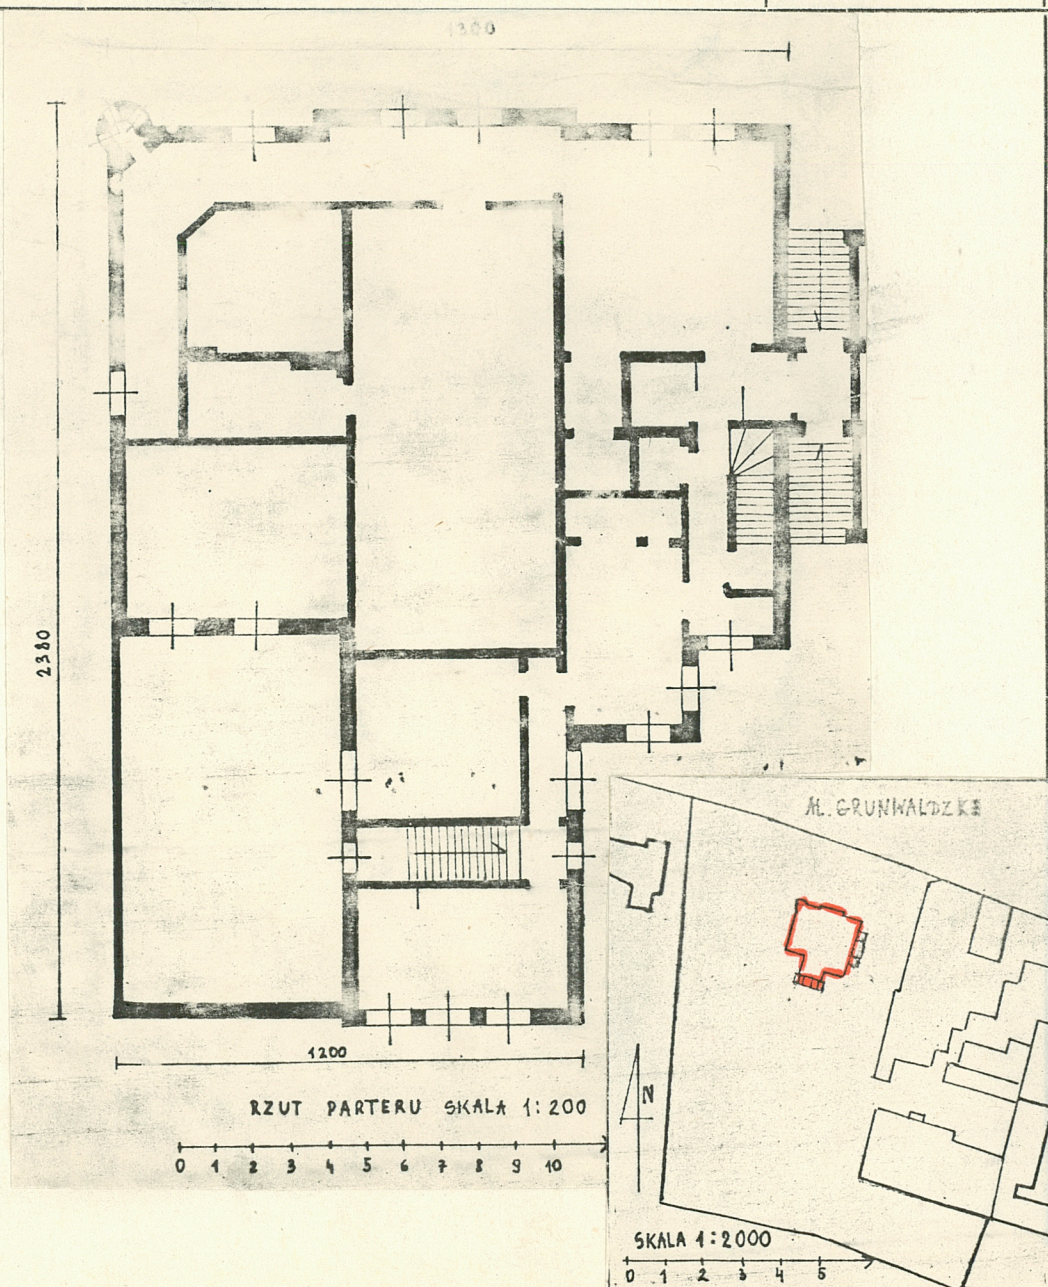 1300
2380
1200
RZUT PARTERU SKALA 1:200
0 1 2 3 4 5 6 7 8 9 10
AL. GRUNWALDZKA
N
SKALA 1:2000
0 1 2 3 4 5